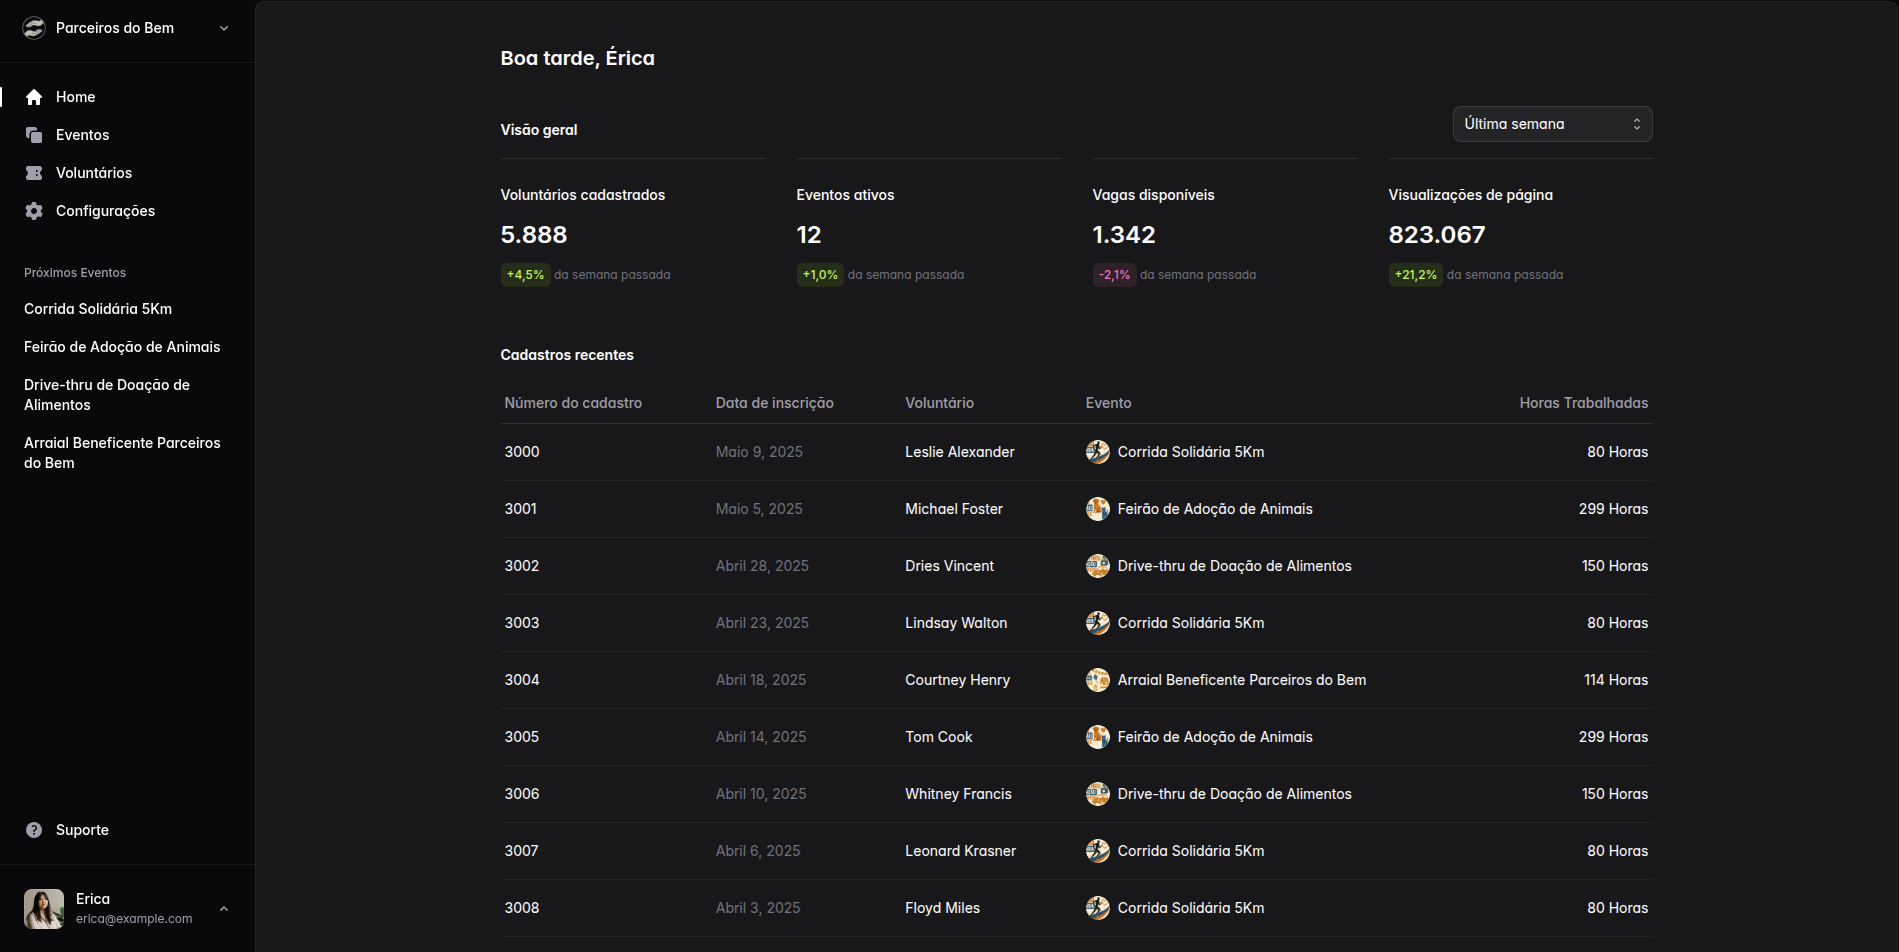 Parceiros do Bem
Home
Eventos
Voluntários
Configurações
Próximos Eventos
Corrida Solidária 5Km
Feirão de Adoção de Animais
Drive-thru de Doação de
Alimentos
Arraial Beneficente Parceiros
do Bem
Suporte
Erica
erica@example.com
Boa tarde, Érica
Visão geral
Última semana
Voluntários cadastrados
5.888
+4,5% da semana passada
Eventos ativos
12
+1,0% da semana passada
Vagas disponíveis
1.342
-2,1% da semana passada
Visualizações de página
823.067
+21,2% da semana passada
Cadastros recentes
Número do cadastro Data de inscrição Voluntário Evento Horas Trabalhadas
3000 Maio 9, 2025 Leslie Alexander Corrida Solidária 5Km 80 Horas
3001 Maio 5, 2025 Michael Foster Feirão de Adoção de Animais 299 Horas
3002 Abril 28, 2025 Dries Vincent Drive-thru de Doação de Alimentos 150 Horas
3003 Abril 23, 2025 Lindsay Walton Corrida Solidária 5Km 80 Horas
3004 Abril 18, 2025 Courtney Henry Arraial Beneficente Parceiros do Bem 114 Horas
3005 Abril 14, 2025 Tom Cook Feirão de Adoção de Animais 299 Horas
3006 Abril 10, 2025 Whitney Francis Drive-thru de Doação de Alimentos 150 Horas
3007 Abril 6, 2025 Leonard Krasner Corrida Solidária 5Km 80 Horas
3008 Abril 3, 2025 Floyd Miles Corrida Solidária 5Km 80 Horas